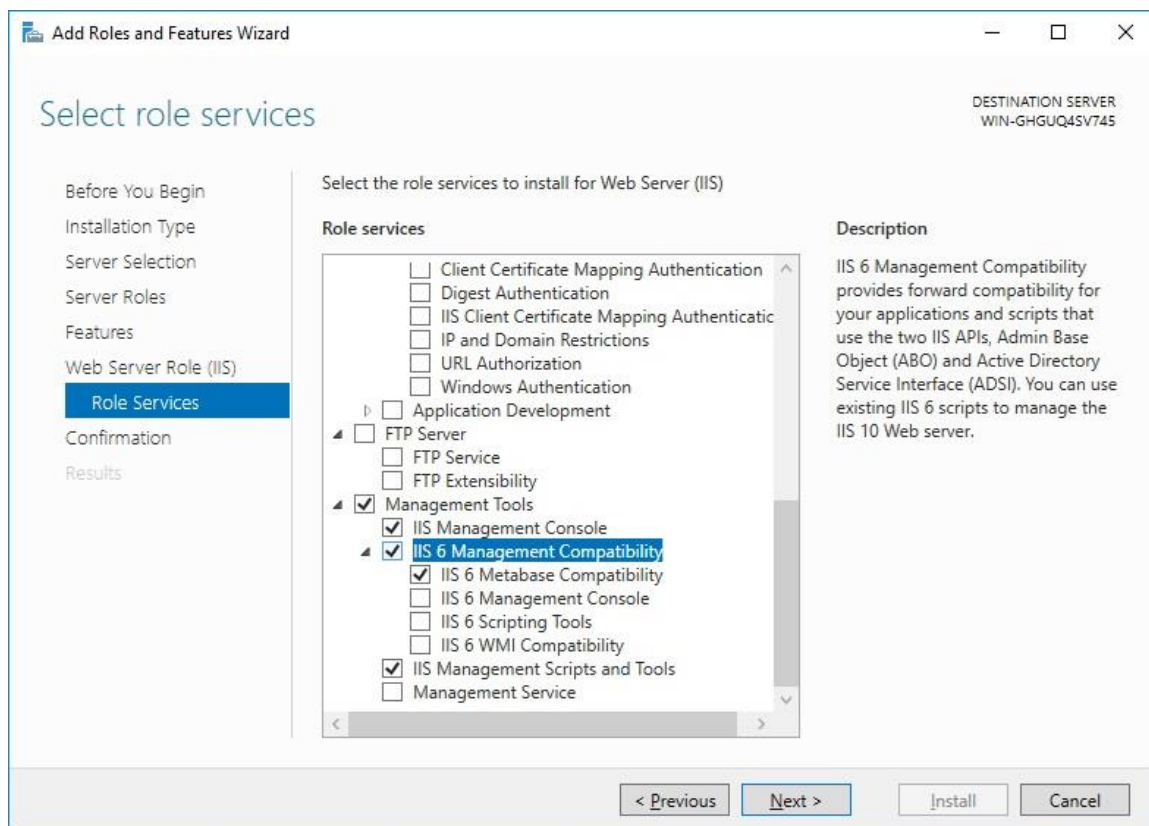 Add Roles and Features Wizard
Select role services
DESTINATION SERVER
WIN-GHGUQ4SV745
Before You Begin
Installation Type
Server Selection
Server Roles
Features
Web Server Role (IIS)
Role Services
Confirmation
Results
Select the role services to install for Web Server (IIS)
Role services
Client Certificate Mapping Authentication
Digest Authentication
IIS Client Certificate Mapping Authenticatic
IP and Domain Restrictions
URL Authorization
Windows Authentication
Application Development
FTP Server
FTP Service
FTP Extensibility
Management Tools
IIS Management Console
IIS 6 Management Compatibility
IIS 6 Metabase Compatibility
IIS 6 Management Console
IIS 6 Scripting Tools
IIS 6 WMI Compatibility
IIS Management Scripts and Tools
Management Service
Description
IIS 6 Management Compatibility
provides forward compatibility for
your applications and scripts that
use the two IIS APIs, Admin Base
Object (ABO) and Active Directory
Service Interface (ADSI). You can use
existing IIS 6 scripts to manage the
IIS 10 Web server.
< Previous
Next >
Install
Cancel